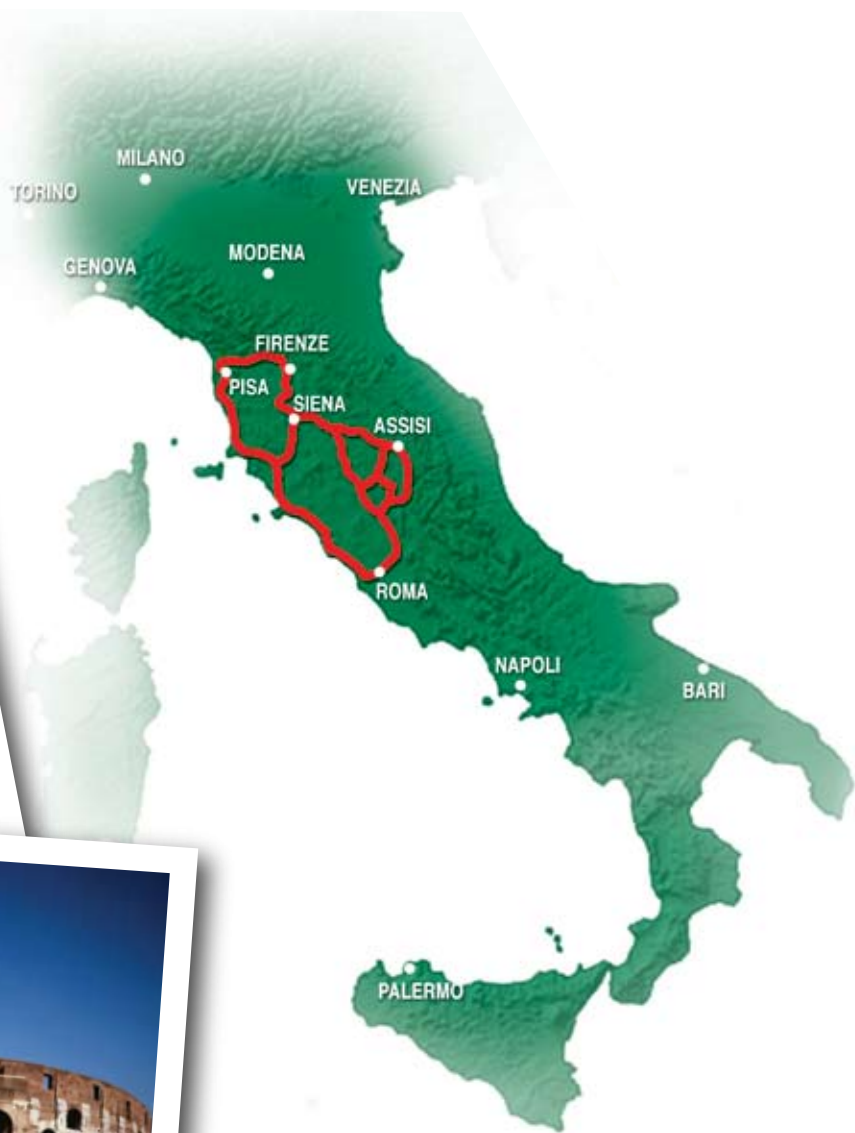 MILANO
TORINO
VENEZIA
MODENA
GENOVA
FIRENZE
PISA
SIENA
ASSISI
ROMA
NAPOLI
BARI
PALERMO